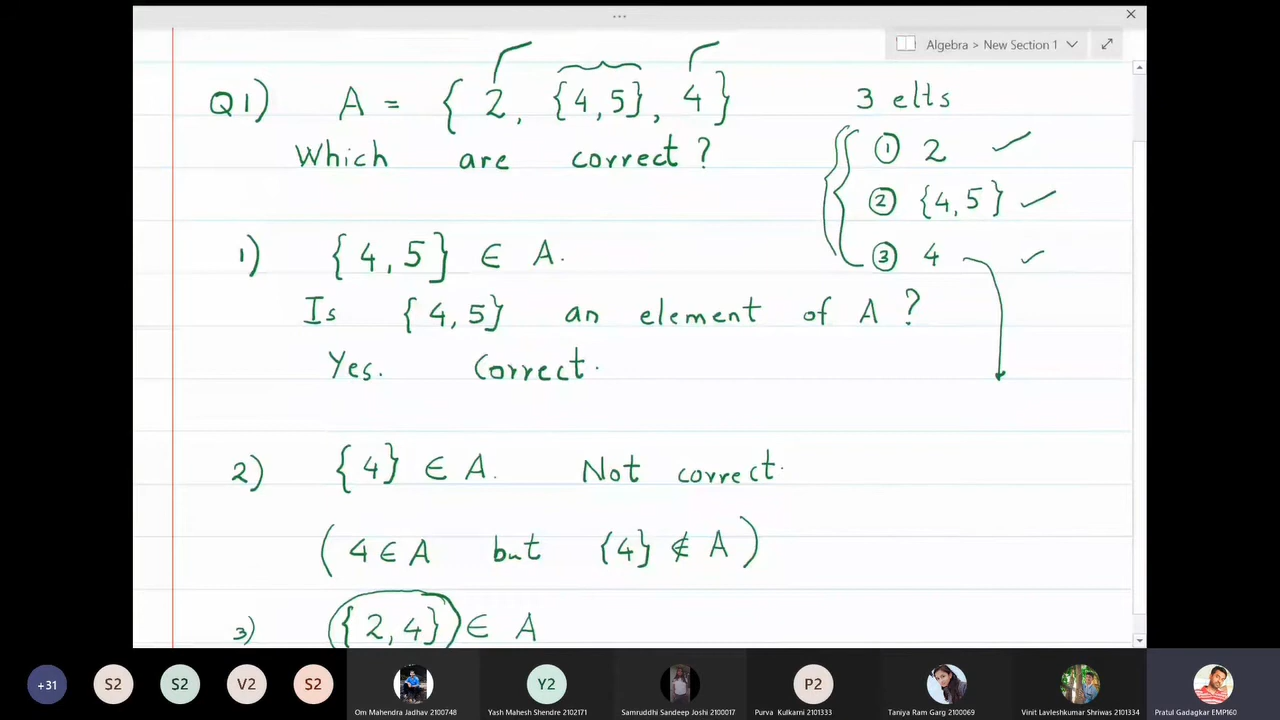 Algebra > New Section 1
Q1) A = { 2, {4,5}, 4 }
3 elts
Which are correct ?
① 2
② {4,5}
③ 4
1) {4,5} ∈ A.
Is {4,5} an element of A ?
Yes. Correct.
2) {4} ∈ A. Not correct.
( 4 ∈ A but {4} ∉ A )
3) {2,4} ∈ A
+31 S2 S2 V2 S2 Y2 P2
Om Mahendra Jadhav 2100748 Yash Mahesh Shendre 2102171 Samruddhi Sandeep Joshi 2100017 Purva Kulkarni 2101333 Taniya Ram Garg 2100069 Vinit Lavleshkumar Shriwas 2101334 Pratul Gadagkar EMP160